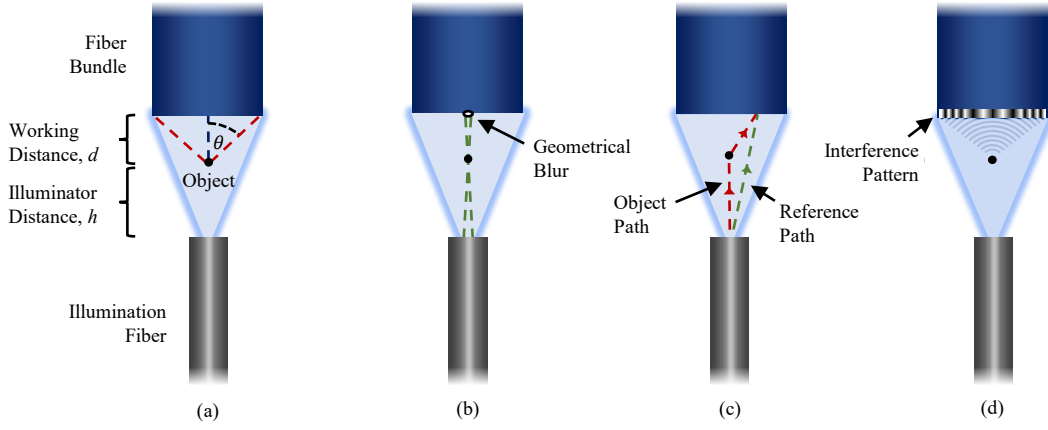 Fiber
Bundle
Working
Distance, d
Illuminator
Distance, h
Illumination
Fiber
θ
Object
(a)
Geometrical
Blur
(b)
Object
Path
Reference
Path
(c)
Interference
Pattern
(d)